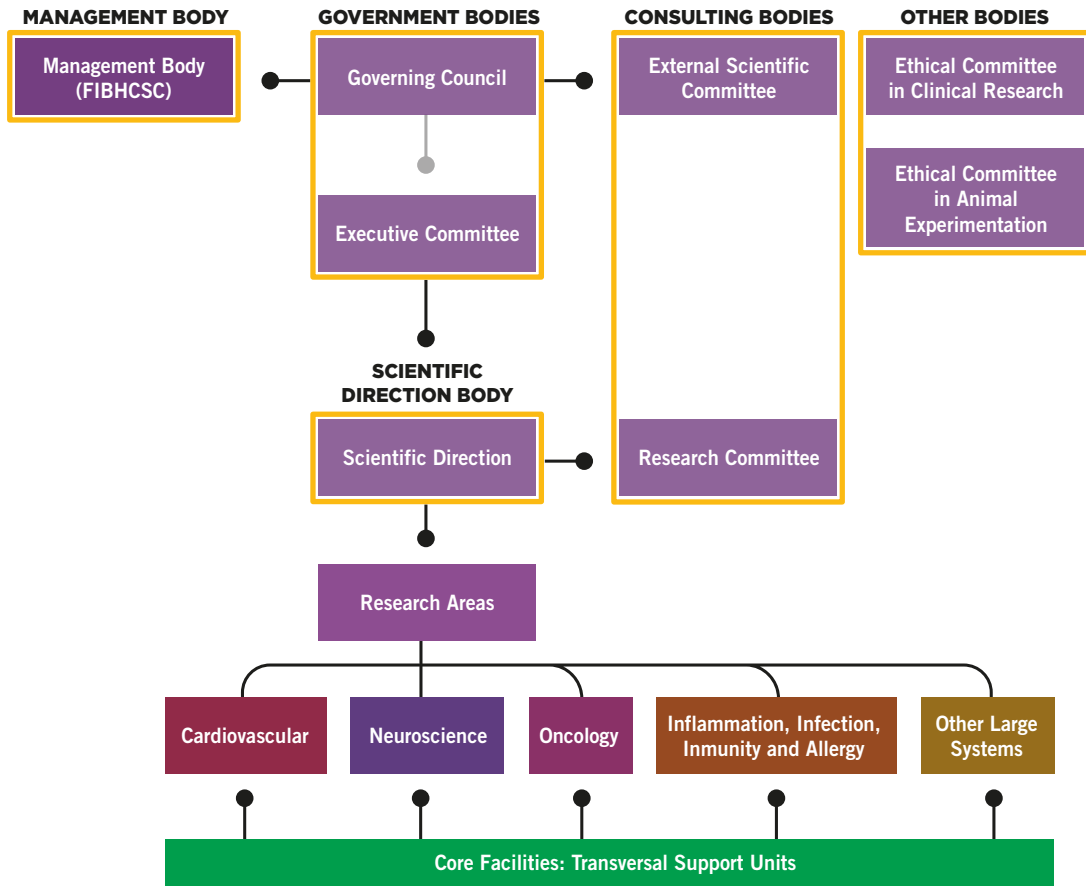 MANAGEMENT BODY
Management Body
(FIBHCSC)
GOVERNMENT BODIES
Governing Council
Executive Committee
CONSULTING BODIES
External Scientific
Committee
Research Committee
OTHER BODIES
Ethical Committee
in Clinical Research
Ethical Committee
in Animal
Experimentation
SCIENTIFIC
DIRECTION BODY
Scientific Direction
Research Areas
Cardiovascular
Neuroscience
Oncology
Inflammation, Infection,
Inmunity and Allergy
Other Large
Systems
Core Facilities: Transversal Support Units